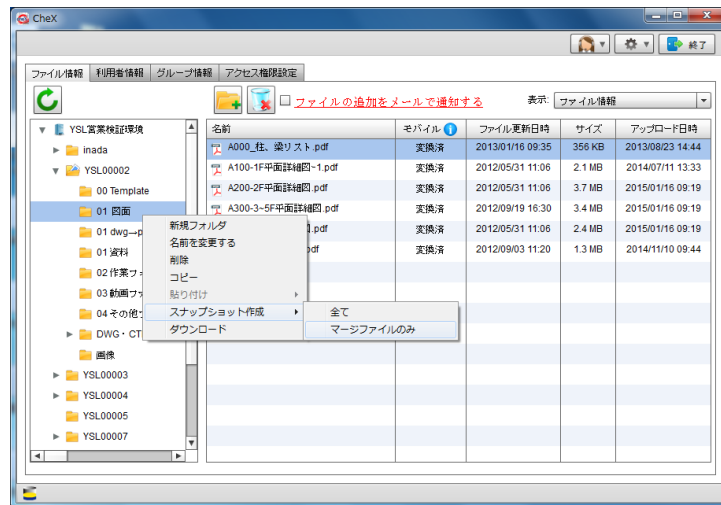 CheX
終了
ファイル情報 利用者情報 グループ情報 アクセス権限設定
ファイルの追加をメールで通知する 表示: ファイル情報
YSL営業検証環境
inada
YSL00002
00 Template
01 図面
01 dwg→p
01 資料
02 作業フ
03 動画フ
04 その他
DWG・CT
画像
YSL00003
YSL00004
YSL00005
YSL00007
名前 モバイル ファイル更新日時 サイズ アップロード日時
A000_柱、梁リスト.pdf 変換済 2013/01/16 09:35 356 KB 2013/08/23 14:44
A100-1F平面詳細図~1.pdf 変換済 2012/05/31 11:06 2.1 MB 2014/07/11 13:33
A200-2F平面詳細図.pdf 変換済 2012/05/31 11:06 3.7 MB 2015/01/16 09:19
A300-3~5F平面詳細図.pdf 変換済 2012/09/19 16:30 3.4 MB 2015/01/16 09:19
.pdf 変換済 2012/05/31 11:06 2.4 MB 2015/01/16 09:19
pdf 変換済 2012/09/03 11:20 1.3 MB 2014/11/10 09:44
新規フォルダ
名前を変更する
削除
コピー
貼り付け
スナップショット作成
ダウンロード
全て
マージファイルのみ